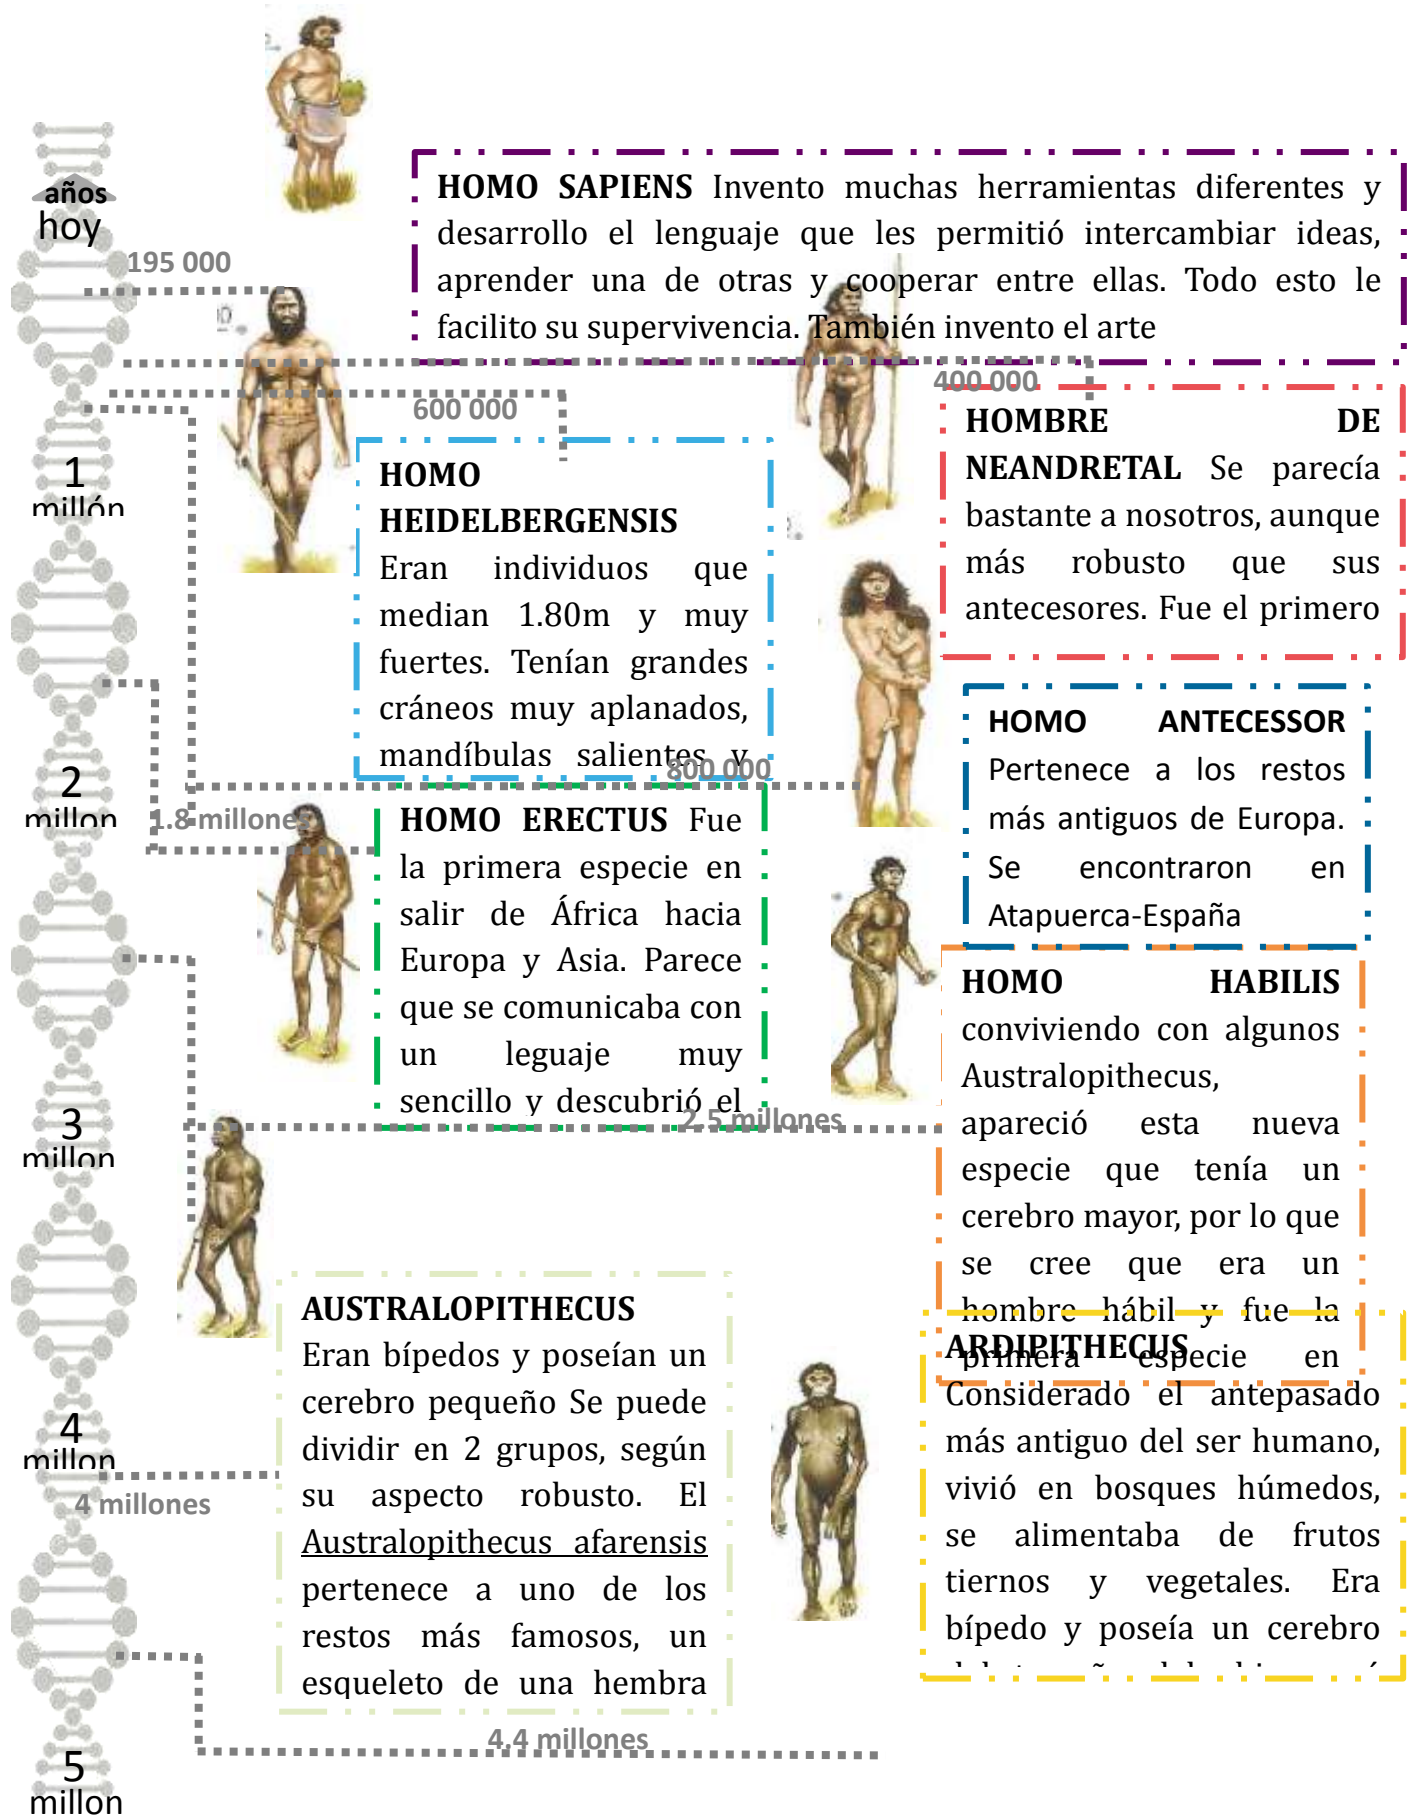 años
hoy
195 000
HOMO SAPIENS Invento muchas herramientas diferentes y
desarrollo el lenguaje que les permitió intercambiar ideas,
aprender una de otras y cooperar entre ellas. Todo esto le
facilito su supervivencia. También invento el arte
400 000
600 000
HOMBRE DE
NEANDRETAL Se parecía
bastante a nosotros, aunque
más robusto que sus
antecesores. Fue el primero
HOMO
HEIDELBERGENSIS
Eran individuos que
median 1.80m y muy
fuertes. Tenían grandes
cráneos muy aplanados,
mandíbulas salientes y
1
millón
HOMO ANTECESSOR
Pertenece a los restos
más antiguos de Europa.
Se encontraron en
Atapuerca-España
800 000
2
millon
1.8 millones
HOMO ERECTUS Fue
la primera especie en
salir de África hacia
Europa y Asia. Parece
que se comunicaba con
un leguaje muy
sencillo y descubrió el
HOMO HABILIS
conviviendo con algunos
Australopithecus,
apareció esta nueva
especie que tenía un
cerebro mayor, por lo que
se cree que era un
hombre hábil y fue la
primera especie en
2.5 millones
3
millon
AUSTRALOPITHECUS
Eran bípedos y poseían un
cerebro pequeño Se puede
dividir en 2 grupos, según
su aspecto robusto. El
Australopithecus afarensis
pertenece a uno de los
restos más famosos, un
esqueleto de una hembra
ARDIPITHECUS
Considerado el antepasado
más antiguo del ser humano,
vivió en bosques húmedos,
se alimentaba de frutos
tiernos y vegetales. Era
bípedo y poseía un cerebro
4
millon
4 millones
4.4 millones
5
millon